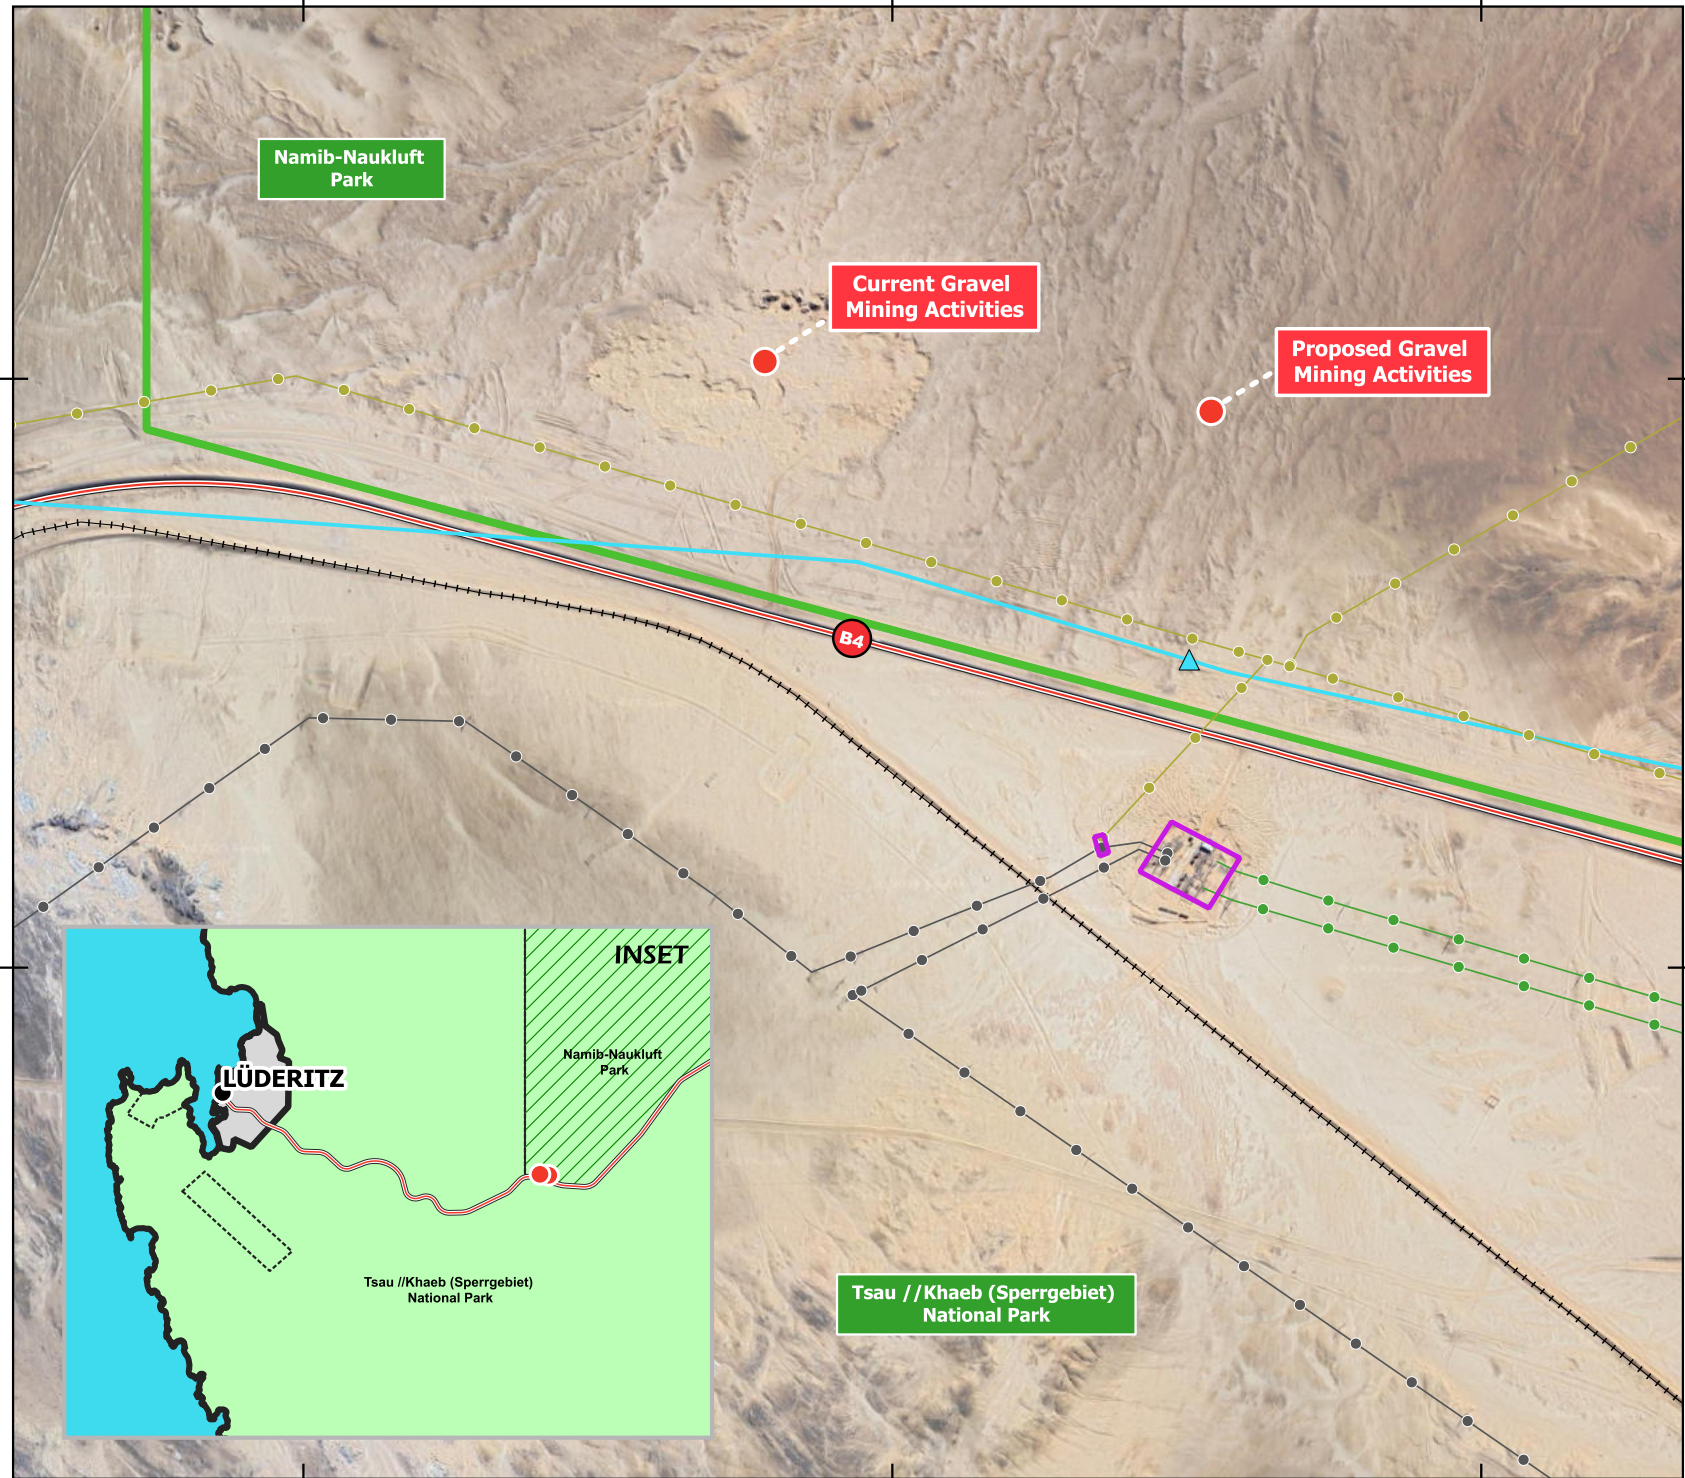 Namib-Naukluft
Park
Current Gravel
Mining Activities
Proposed Gravel
Mining Activities
B4
INSET
Namib-Naukluft
Park
LÜDERITZ
Tsau //Khaeb (Sperrgebiet)
National Park
Tsau //Khaeb (Sperrgebiet)
National Park